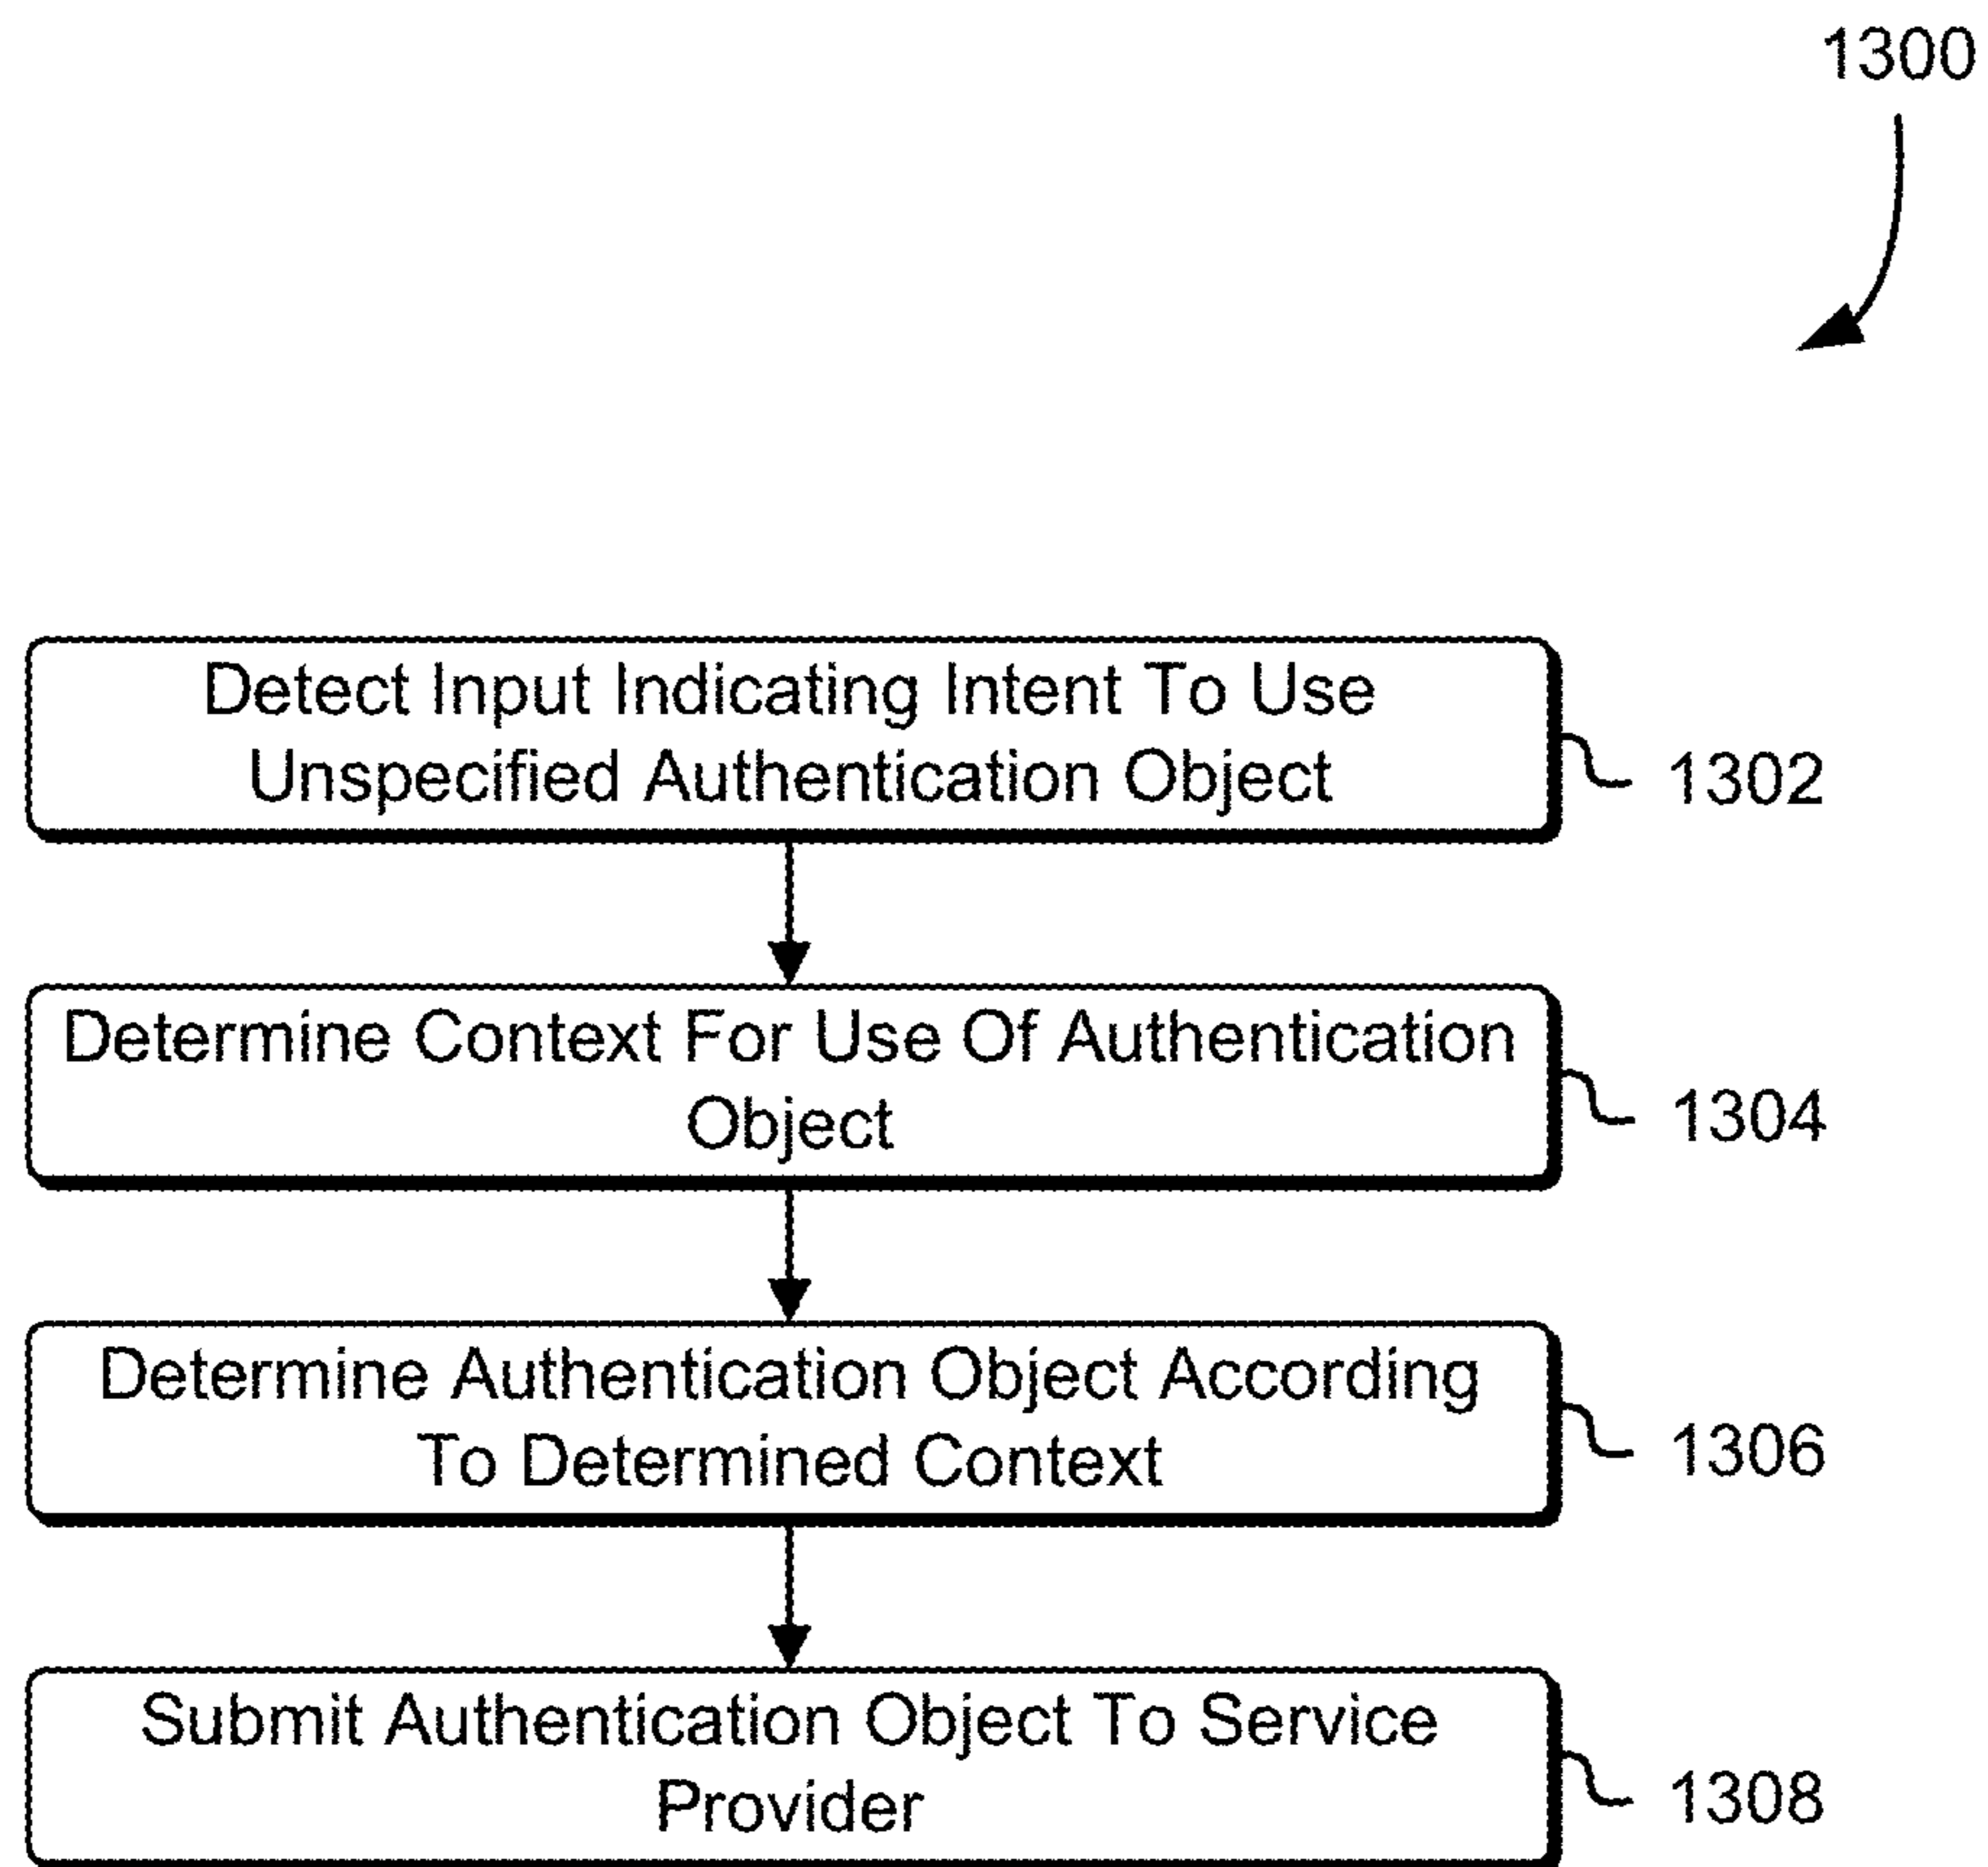 1300
Detect Input Indicating Intent To Use
Unspecified Authentication Object
1302
Determine Context For Use Of Authentication
Object
1304
Determine Authentication Object According
To Determined Context
1306
Submit Authentication Object To Service
Provider
1308